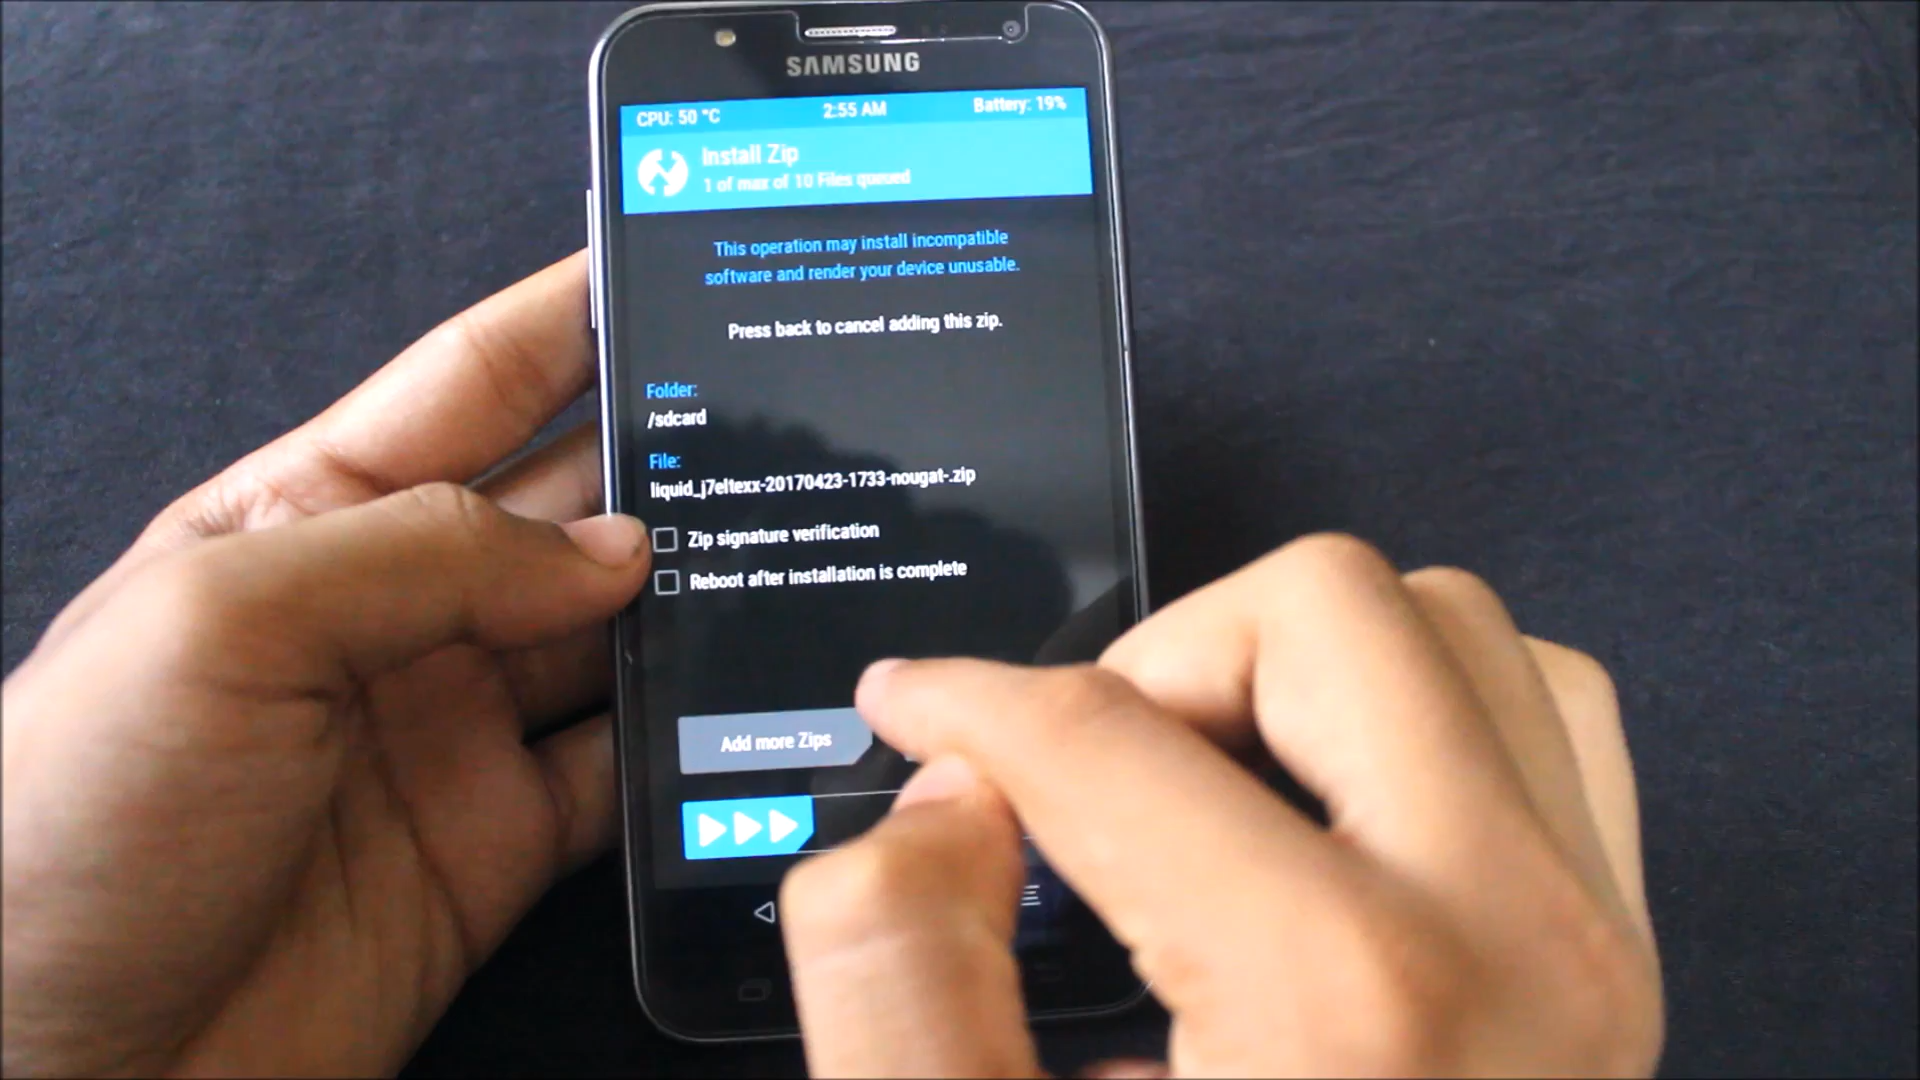 SAMSUNG
CPU: 50 °C 2:55 AM Battery: 19%
Install Zip
1 of max of 10 Files queued
This operation may install incompatible
software and render your device unusable.
Press back to cancel adding this zip.
Folder:
/sdcard
File:
liquid_j7eltexx-20170423-1733-nougat-.zip
Zip signature verification
Reboot after installation is complete
Add more Zips